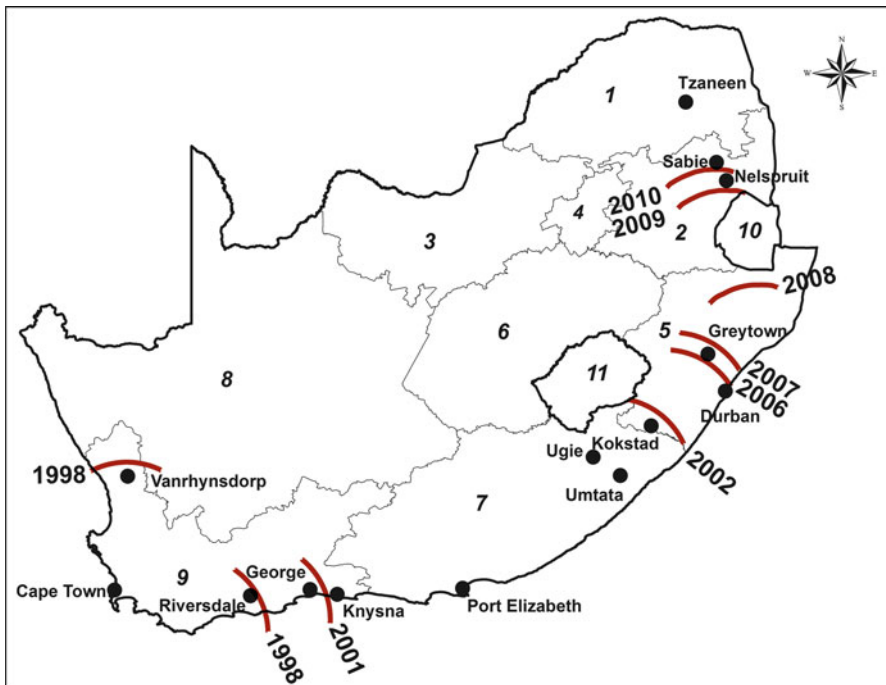 N
W E
S
Tzaneen
1
Sabie
Nelspruit
2010
2009
4
2
10
3
2008
5
Greytown
6
2007
11
2006
8
Durban
Ugie Kokstad
2002
1998
Vanrhynsdorp
Umtata
7
9
George
Cape Town
Riversdale
Knysna
Port Elizabeth
1998
2001